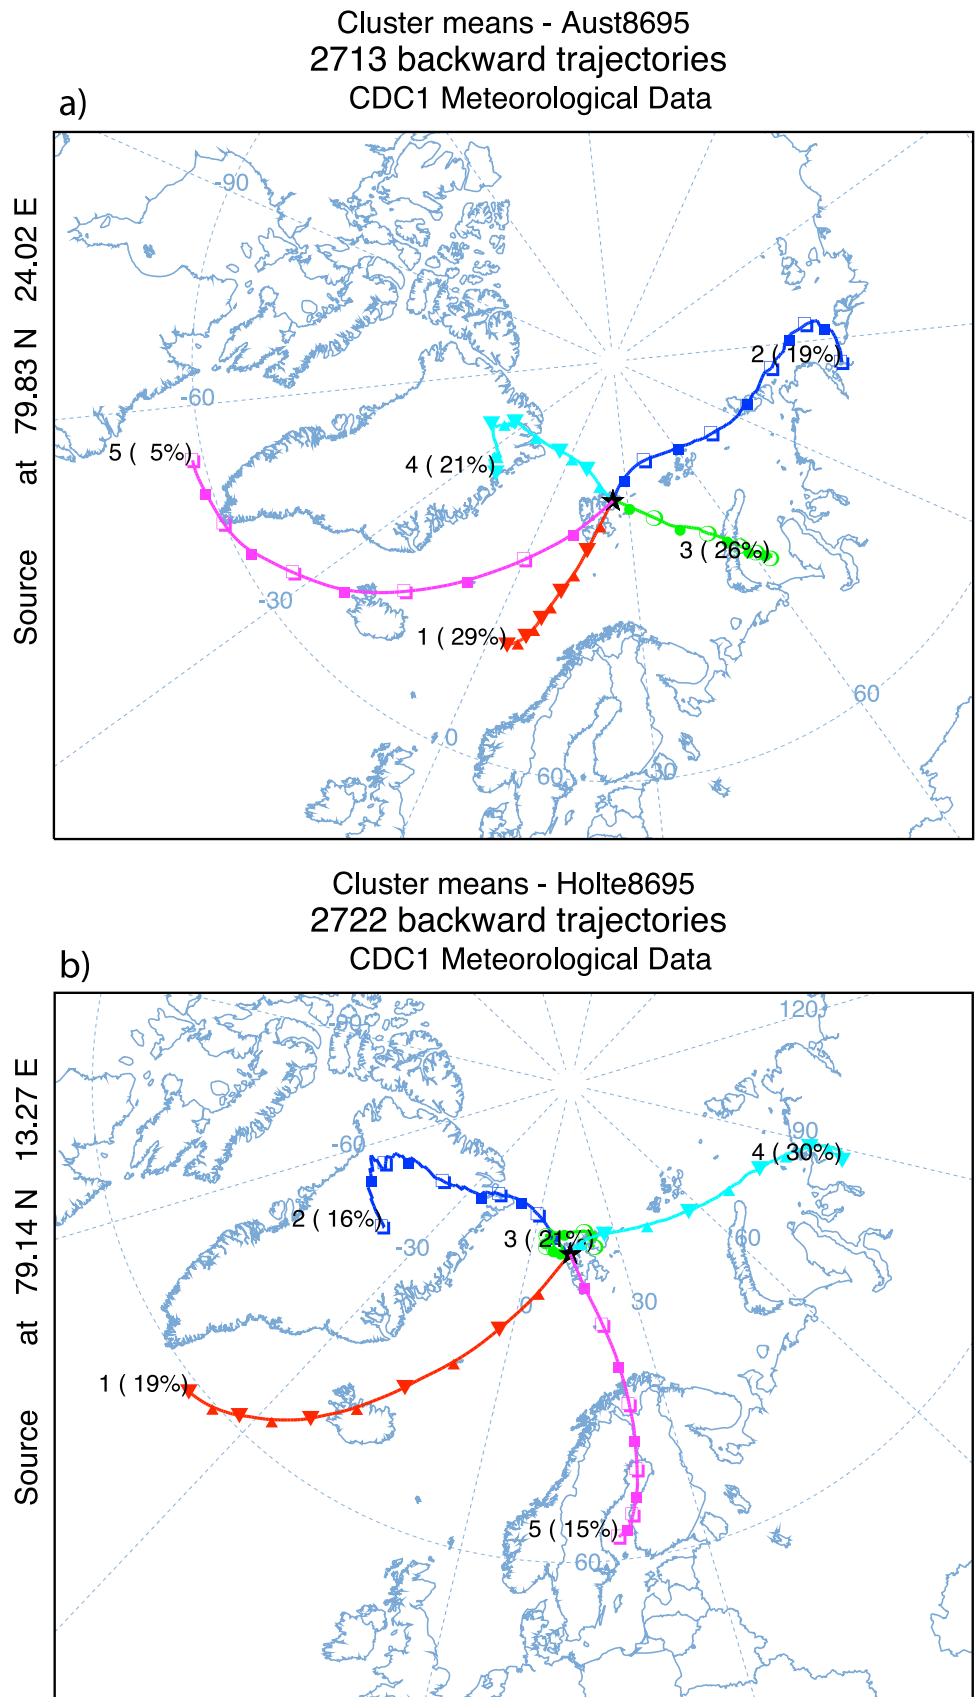 Cluster means - Aust8695
2713 backward trajectories
a)
CDC1 Meteorological Data
Source at 79.83 N 24.02 E
-90
-60
-30
0
60
30
60
2 ( 19%)
5 ( 5%)
4 ( 21%)
3 ( 26%)
1 ( 29%)
Cluster means - Holte8695
2722 backward trajectories
b)
CDC1 Meteorological Data
Source at 79.14 N 13.27 E
-90
120
-60
90
4 ( 30%)
2 ( 16%)
-30
3 ( 21%)
60
0
30
1 ( 19%)
5 ( 15%)
60